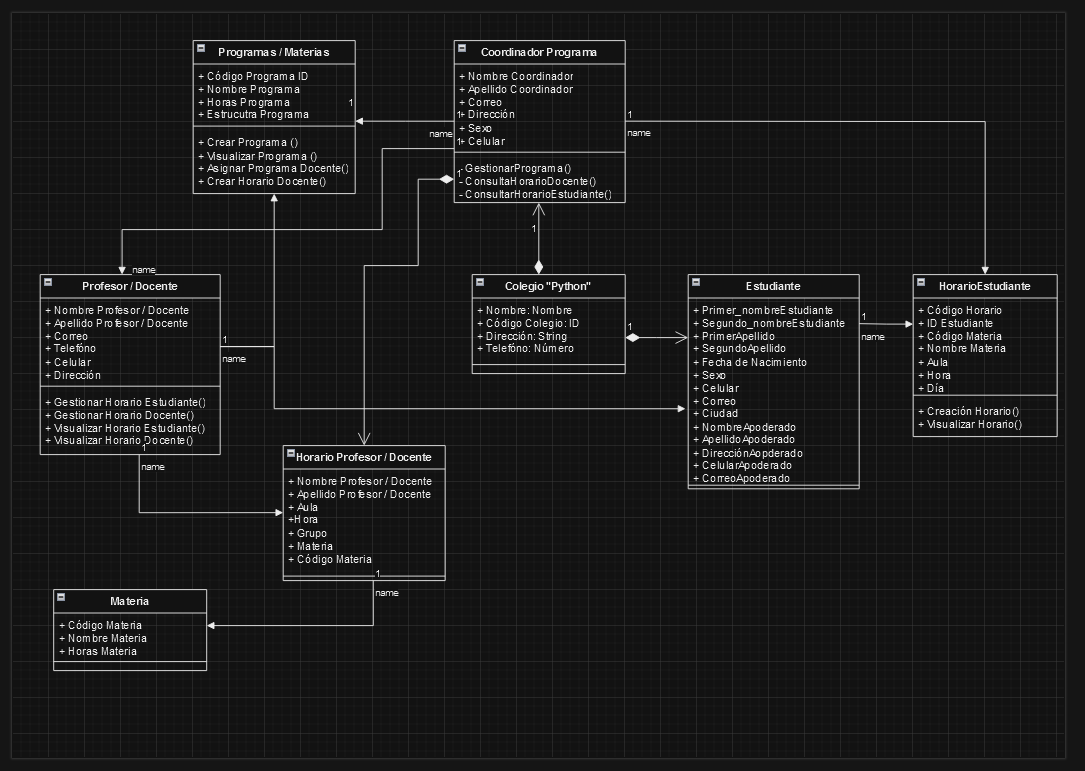 Programas / Materias
+ Código Programa ID
+ Nombre Programa
+ Horas Programa
1
+ Estrucutra Programa
+ Crear Programa ()
+ Visualizar Programa ()
+ Asignar Programa Docente()
+ Crear Horario Docente()
Coordinador Programa
+ Nombre Coordinador
+ Apellido Coordinador
+ Correo
1
+ Dirección
+ Sexo
name
1
+ Celular
1
- GestionarPrograma()
- ConsultaHorarioDocente()
- ConsultarHorarioEstudiante()
1
name
name
1
Profesor / Docente
+ Nombre Profesor / Docente
+ Apellido Profesor / Docente
+ Correo
+ Telefóno
+ Celular
+ Dirección
1
name
+ Gestionar Horario Estudiante()
+ Gestionar Horario Docente()
+ Visualizar Horario Estudiante()
+ Visualizar Horario Docente()
1
name
Colegio "Python"
+ Nombre: Nombre
+ Código Colegio: ID
+ Dirección: String
+ Telefóno: Número
1
Estudiante
+ Primer_nombreEstudiante
+ Segundo_nombreEstudiante
+ PrimerApellido
+ SegundoApellido
+ Fecha de Nacimiento
+ Sexo
+ Celular
+ Correo
+ Ciudad
+ NombreApoderado
+ ApellidoApoderado
+ DirecciónAopderado
+ CelularApoderado
+ CorreoApoderado
1
name
HorarioEstudiante
+ Código Horario
+ ID Estudiante
+ Código Materia
+ Nombre Materia
+ Aula
+ Hora
+ Día
+ Creación Horario()
+ Visualizar Horario()
Horario Profesor / Docente
+ Nombre Profesor / Docente
+ Apellido Profesor / Docente
+ Aula
+Hora
+ Grupo
+ Materia
+ Código Materia
1
name
Materia
+ Código Materia
+ Nombre Materia
+ Horas Materia